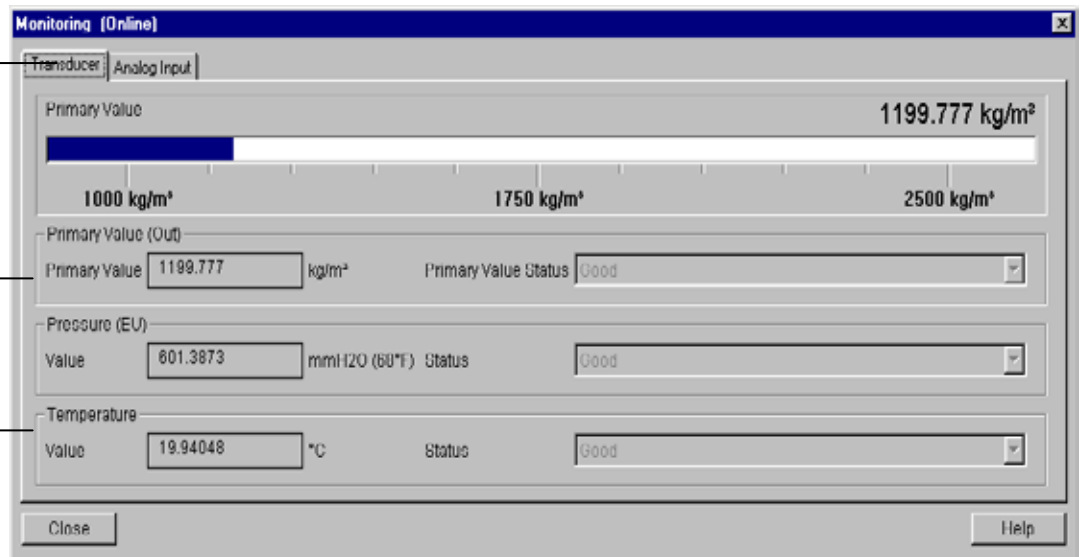 Monitoring (Online)
Transducer Analog Input
Primary Value 1199.777 kg/m³
1000 kg/m³ 1750 kg/m³ 2500 kg/m³
Primary Value (Out)
Primary Value 1199.777 kg/m³ Primary Value Status Good
Pressure (EU)
Value 601.3873 mmH2O (68°F) Status Good
Temperature
Value 19.94048 °C Status Good
Close Help